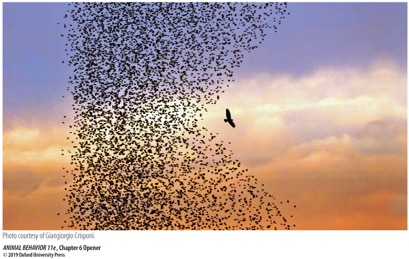 Photo courtesy of Giangiorgio Crisponi.
ANIMAL BEHAVIOR 11e, Chapter 6 Opener
© 2019 Oxford University Press